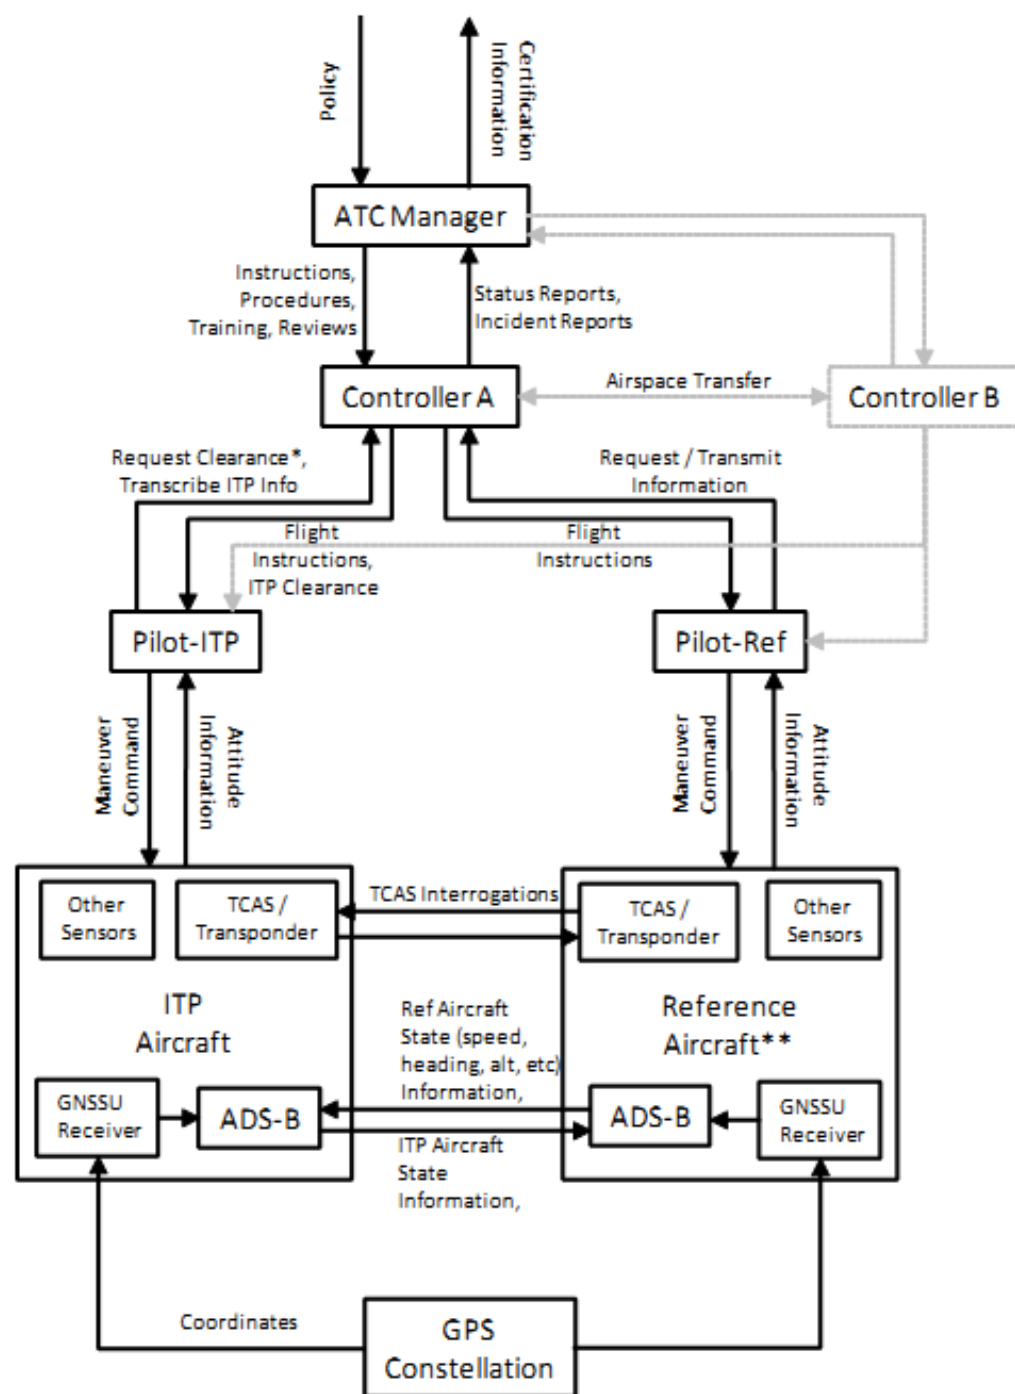 Policy
Certification
Information
ATC Manager
Instructions,
Procedures,
Training, Reviews
Status Reports,
Incident Reports
Controller A
Airspace Transfer
Controller B
Request Clearance*,
Transcribe ITP Info
Request / Transmit
Information
Flight
Instructions,
ITP Clearance
Flight
Instructions
Pilot-ITP
Pilot-Ref
Maneuver
Command
Attitude
Information
Maneuver
Command
Attitude
Information
Other
Sensors
TCAS /
Transponder
TCAS Interrogations
TCAS /
Transponder
Other
Sensors
ITP
Aircraft
Ref Aircraft
State (speed,
heading, alt, etc)
Information,
Reference
Aircraft**
GNSSU
Receiver
ADS-B
ADS-B
GNSSU
Receiver
ITP Aircraft
State
Information,
Coordinates
GPS
Constellation